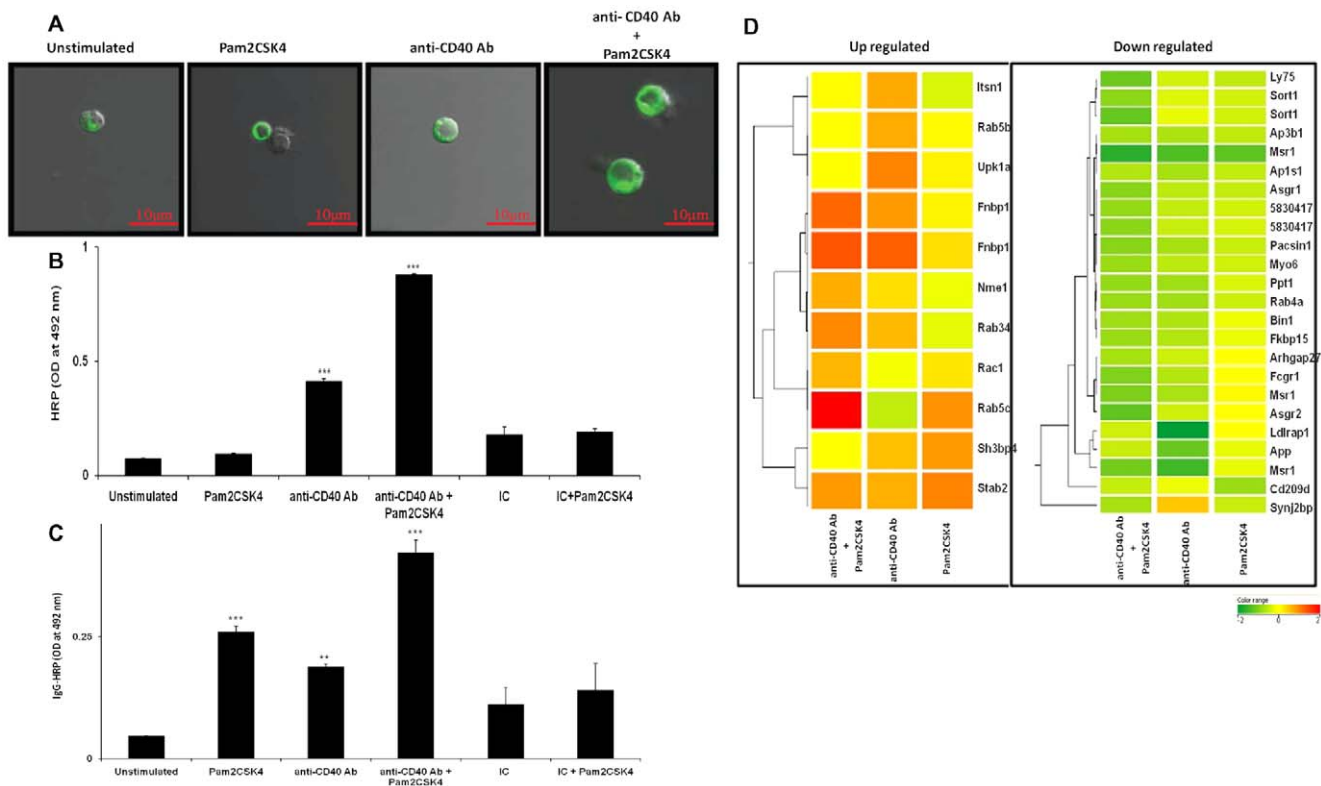 A
Unstimulated
Pam2CSK4
anti-CD40 Ab
anti- CD40 Ab
+
Pam2CSK4
10µm
10µm
10µm
10µm
B
HRP (OD at 492 nm)
1
0.5
0
***
***
Unstimulated
Pam2CSK4
anti-CD40 Ab
anti-CD40 Ab +
Pam2CSK4
IC
IC+Pam2CSK4
C
IgG-HRP (OD at 492 nm)
0.25
0
***
**
***
Unstimulated
Pam2CSK4
anti-CD40 Ab
anti-CD40 Ab +
Pam2CSK4
IC
IC + Pam2CSK4
D
Up regulated
Itsn1
Rab5b
Upk1a
Fnbp1
Fnbp1
Nme1
Rab34
Rac1
Rab5c
Sh3bp4
Stab2
anti-CD40 Ab
+
Pam2CSK4
anti-CD40 Ab
Pam2CSK4
Down regulated
Ly75
Sort1
Sort1
Ap3b1
Msr1
Ap1s1
Asgr1
5830417
5830417
Pacsin1
Myo6
Ppt1
Rab4a
Bin1
Fkbp15
Arhgap27
Fcgr1
Msr1
Asgr2
Ldlrap1
App
Msr1
Cd209d
Synj2bp
anti-CD40 Ab
+
Pam2CSK4
anti-CD40 Ab
Pam2CSK4
Color range
-2 0 2